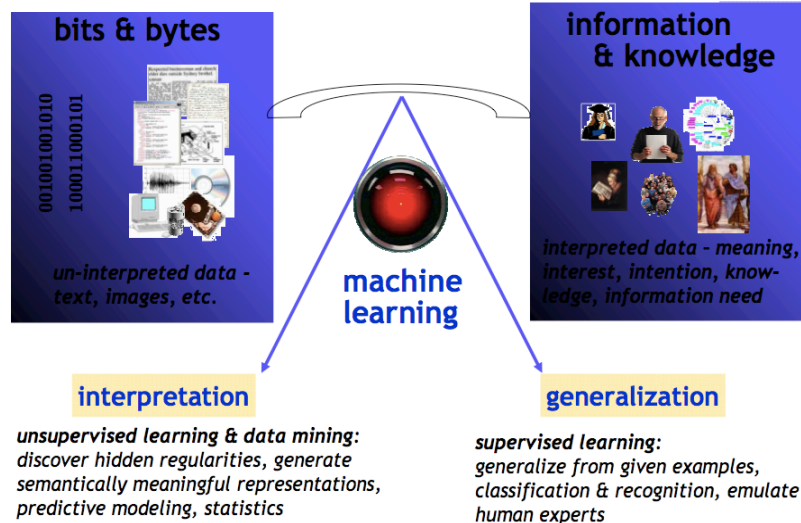 bits & bytes
001001001010
100011000101
un-interpreted data -
text, images, etc.
information
& knowledge
interpreted data – meaning,
interest, intention, know-
ledge, information need
machine
learning
interpretation
unsupervised learning & data mining:
discover hidden regularities, generate
semantically meaningful representations,
predictive modeling, statistics
generalization
supervised learning:
generalize from given examples,
classification & recognition, emulate
human experts